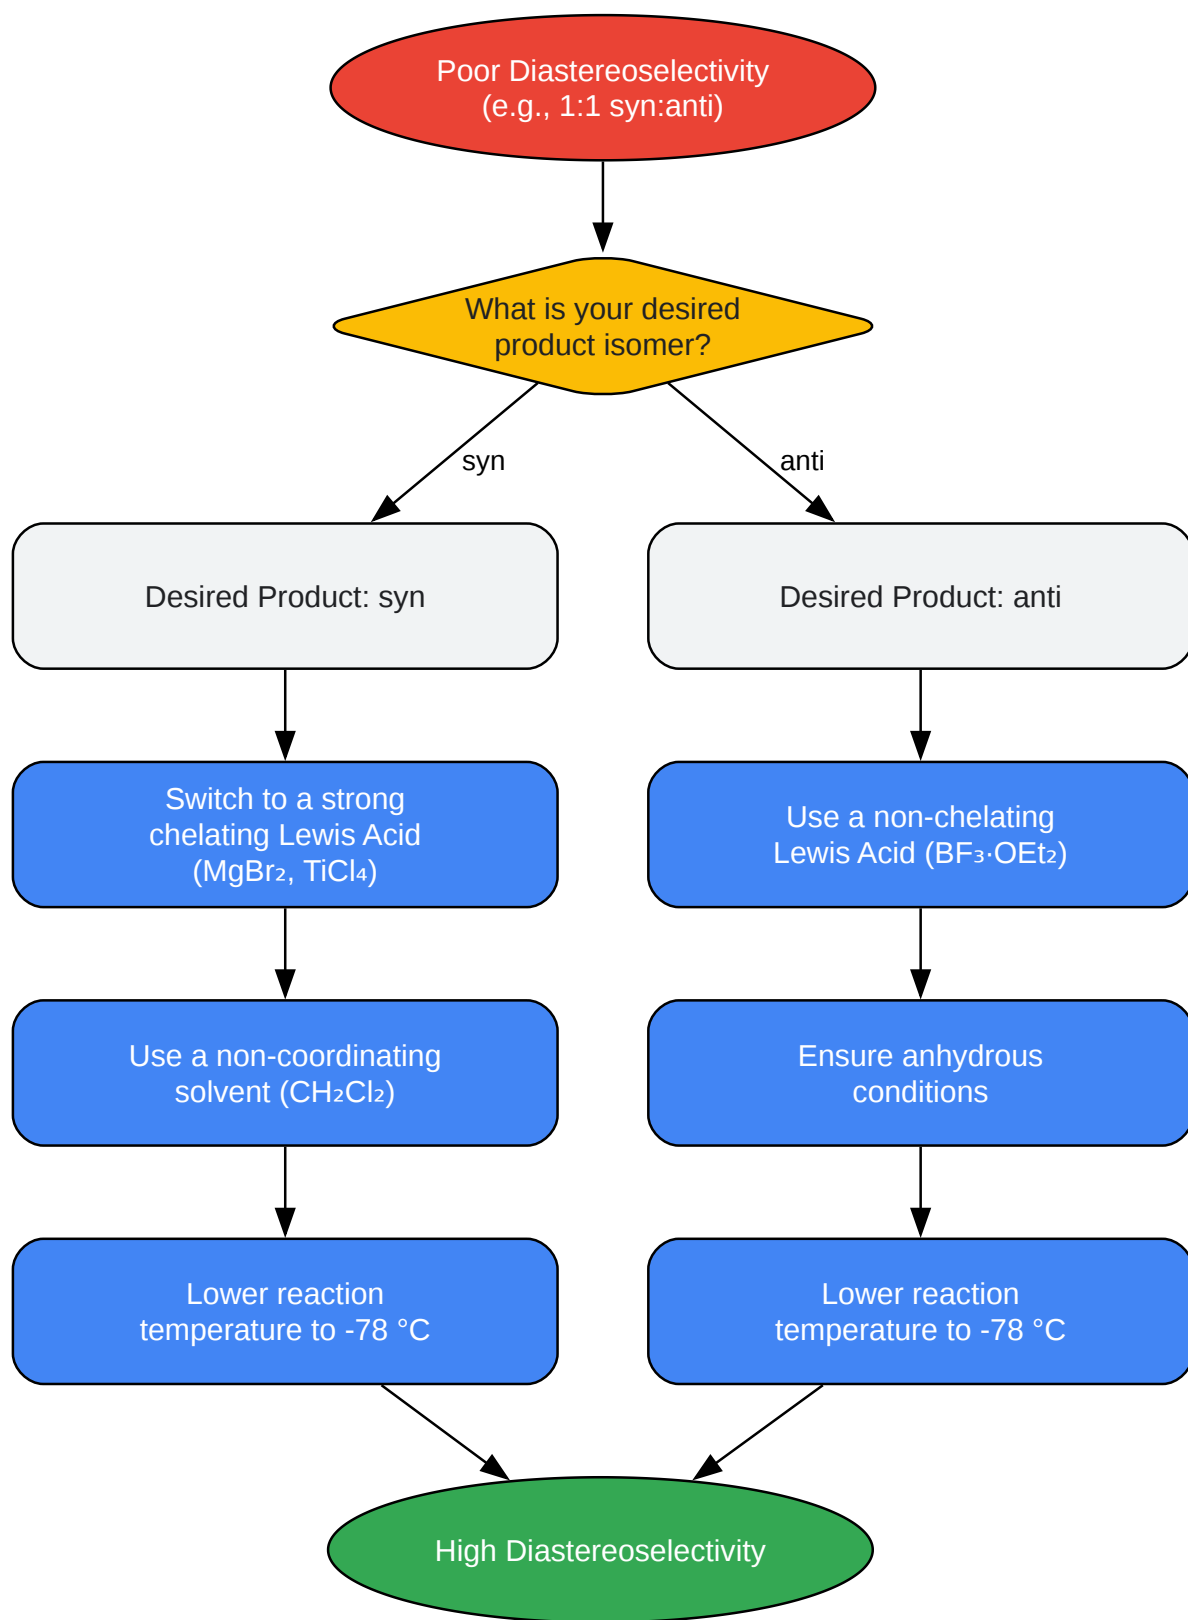 Poor Diastereoselectivity
(e.g., 1:1 syn:anti)
What is your desired
product isomer?
syn
anti
Desired Product: syn
Desired Product: anti
Switch to a strong
chelating Lewis Acid
(MgBr₂, TiCl₄)
Use a non-chelating
Lewis Acid (BF₃·OEt₂)
Use a non-coordinating
solvent (CH₂Cl₂)
Ensure anhydrous
conditions
Lower reaction
temperature to -78 °C
Lower reaction
temperature to -78 °C
High Diastereoselectivity